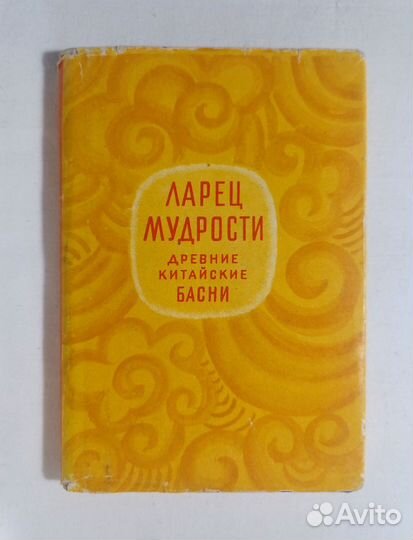 ЛАРЕЦ
МУДРОСТИ
ДРЕВНИЕ
КИТАЙСКИЕ
БАСНИ
Avito